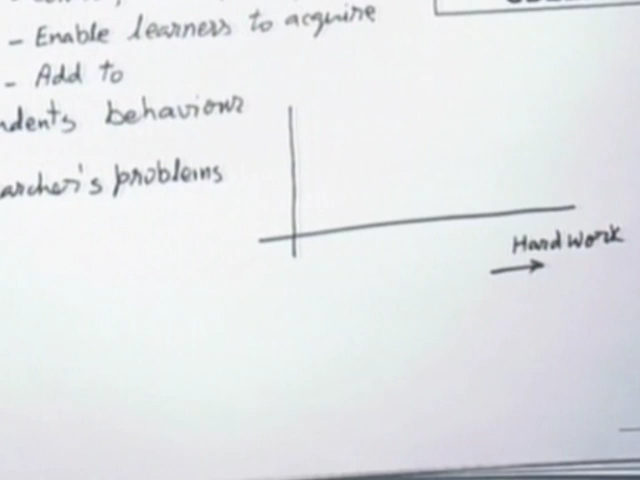 - Enable learners to acquire
- Add to
behaviour
problems
Hard work